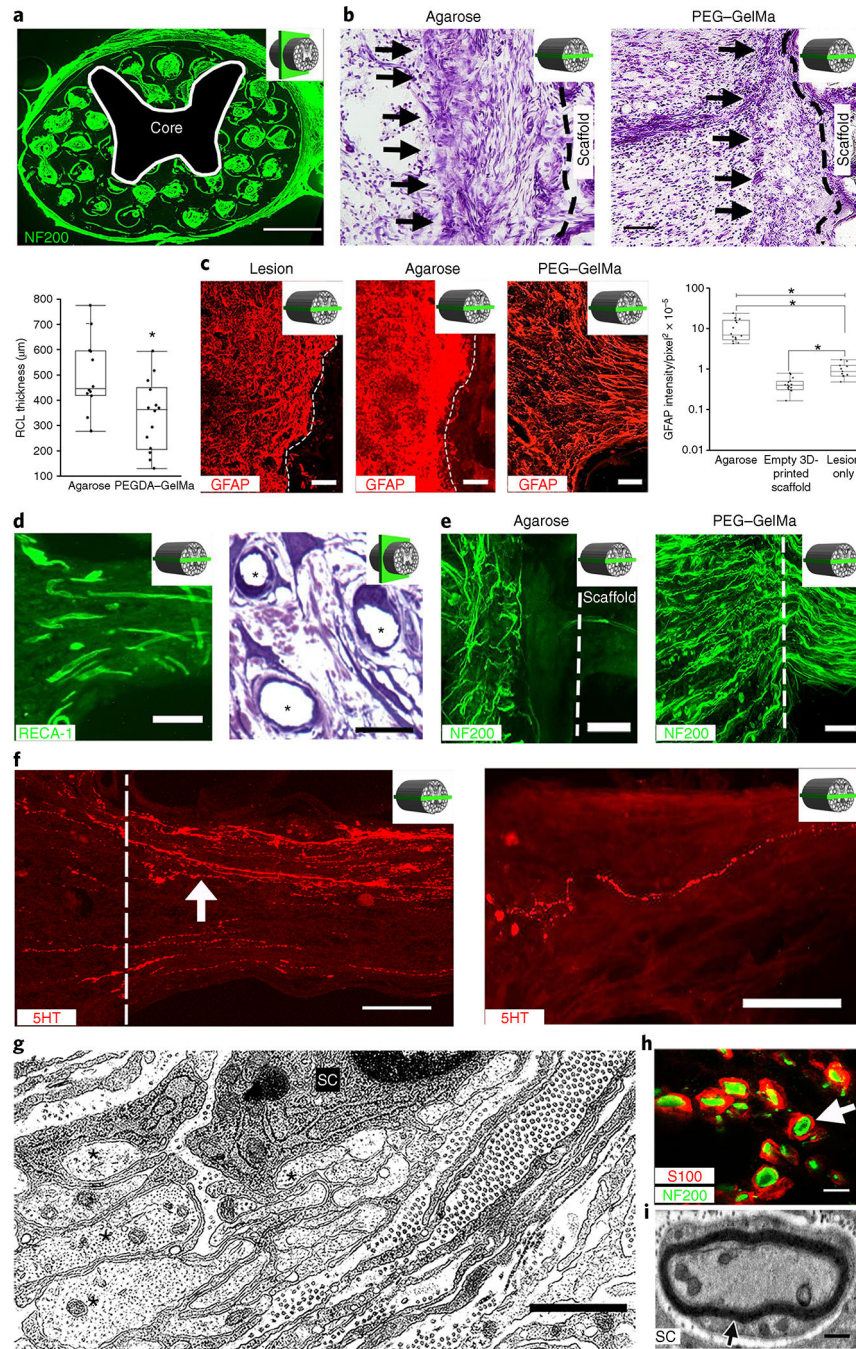 a
Core
NF200
b
Agarose
Scaffold
PEG–GelMa
Scaffold
RCL thickness (µm)
800
700
600
500
400
300
200
100
Agarose PEGDA–GelMa
*
c
Lesion
GFAP
Agarose
GFAP
PEG–GelMa
GFAP
GFAP intensity/pixel² × 10⁻⁵
100
10
1
0.1
0.01
*
*
*
Agarose
Empty 3D-
printed
scaffold
Lesion
only
d
RECA-1
*
*
*
e
Agarose
Scaffold
NF200
PEG–GelMa
NF200
f
5HT
5HT
g
SC
*
*
*
*
h
S100
NF200
i
SC